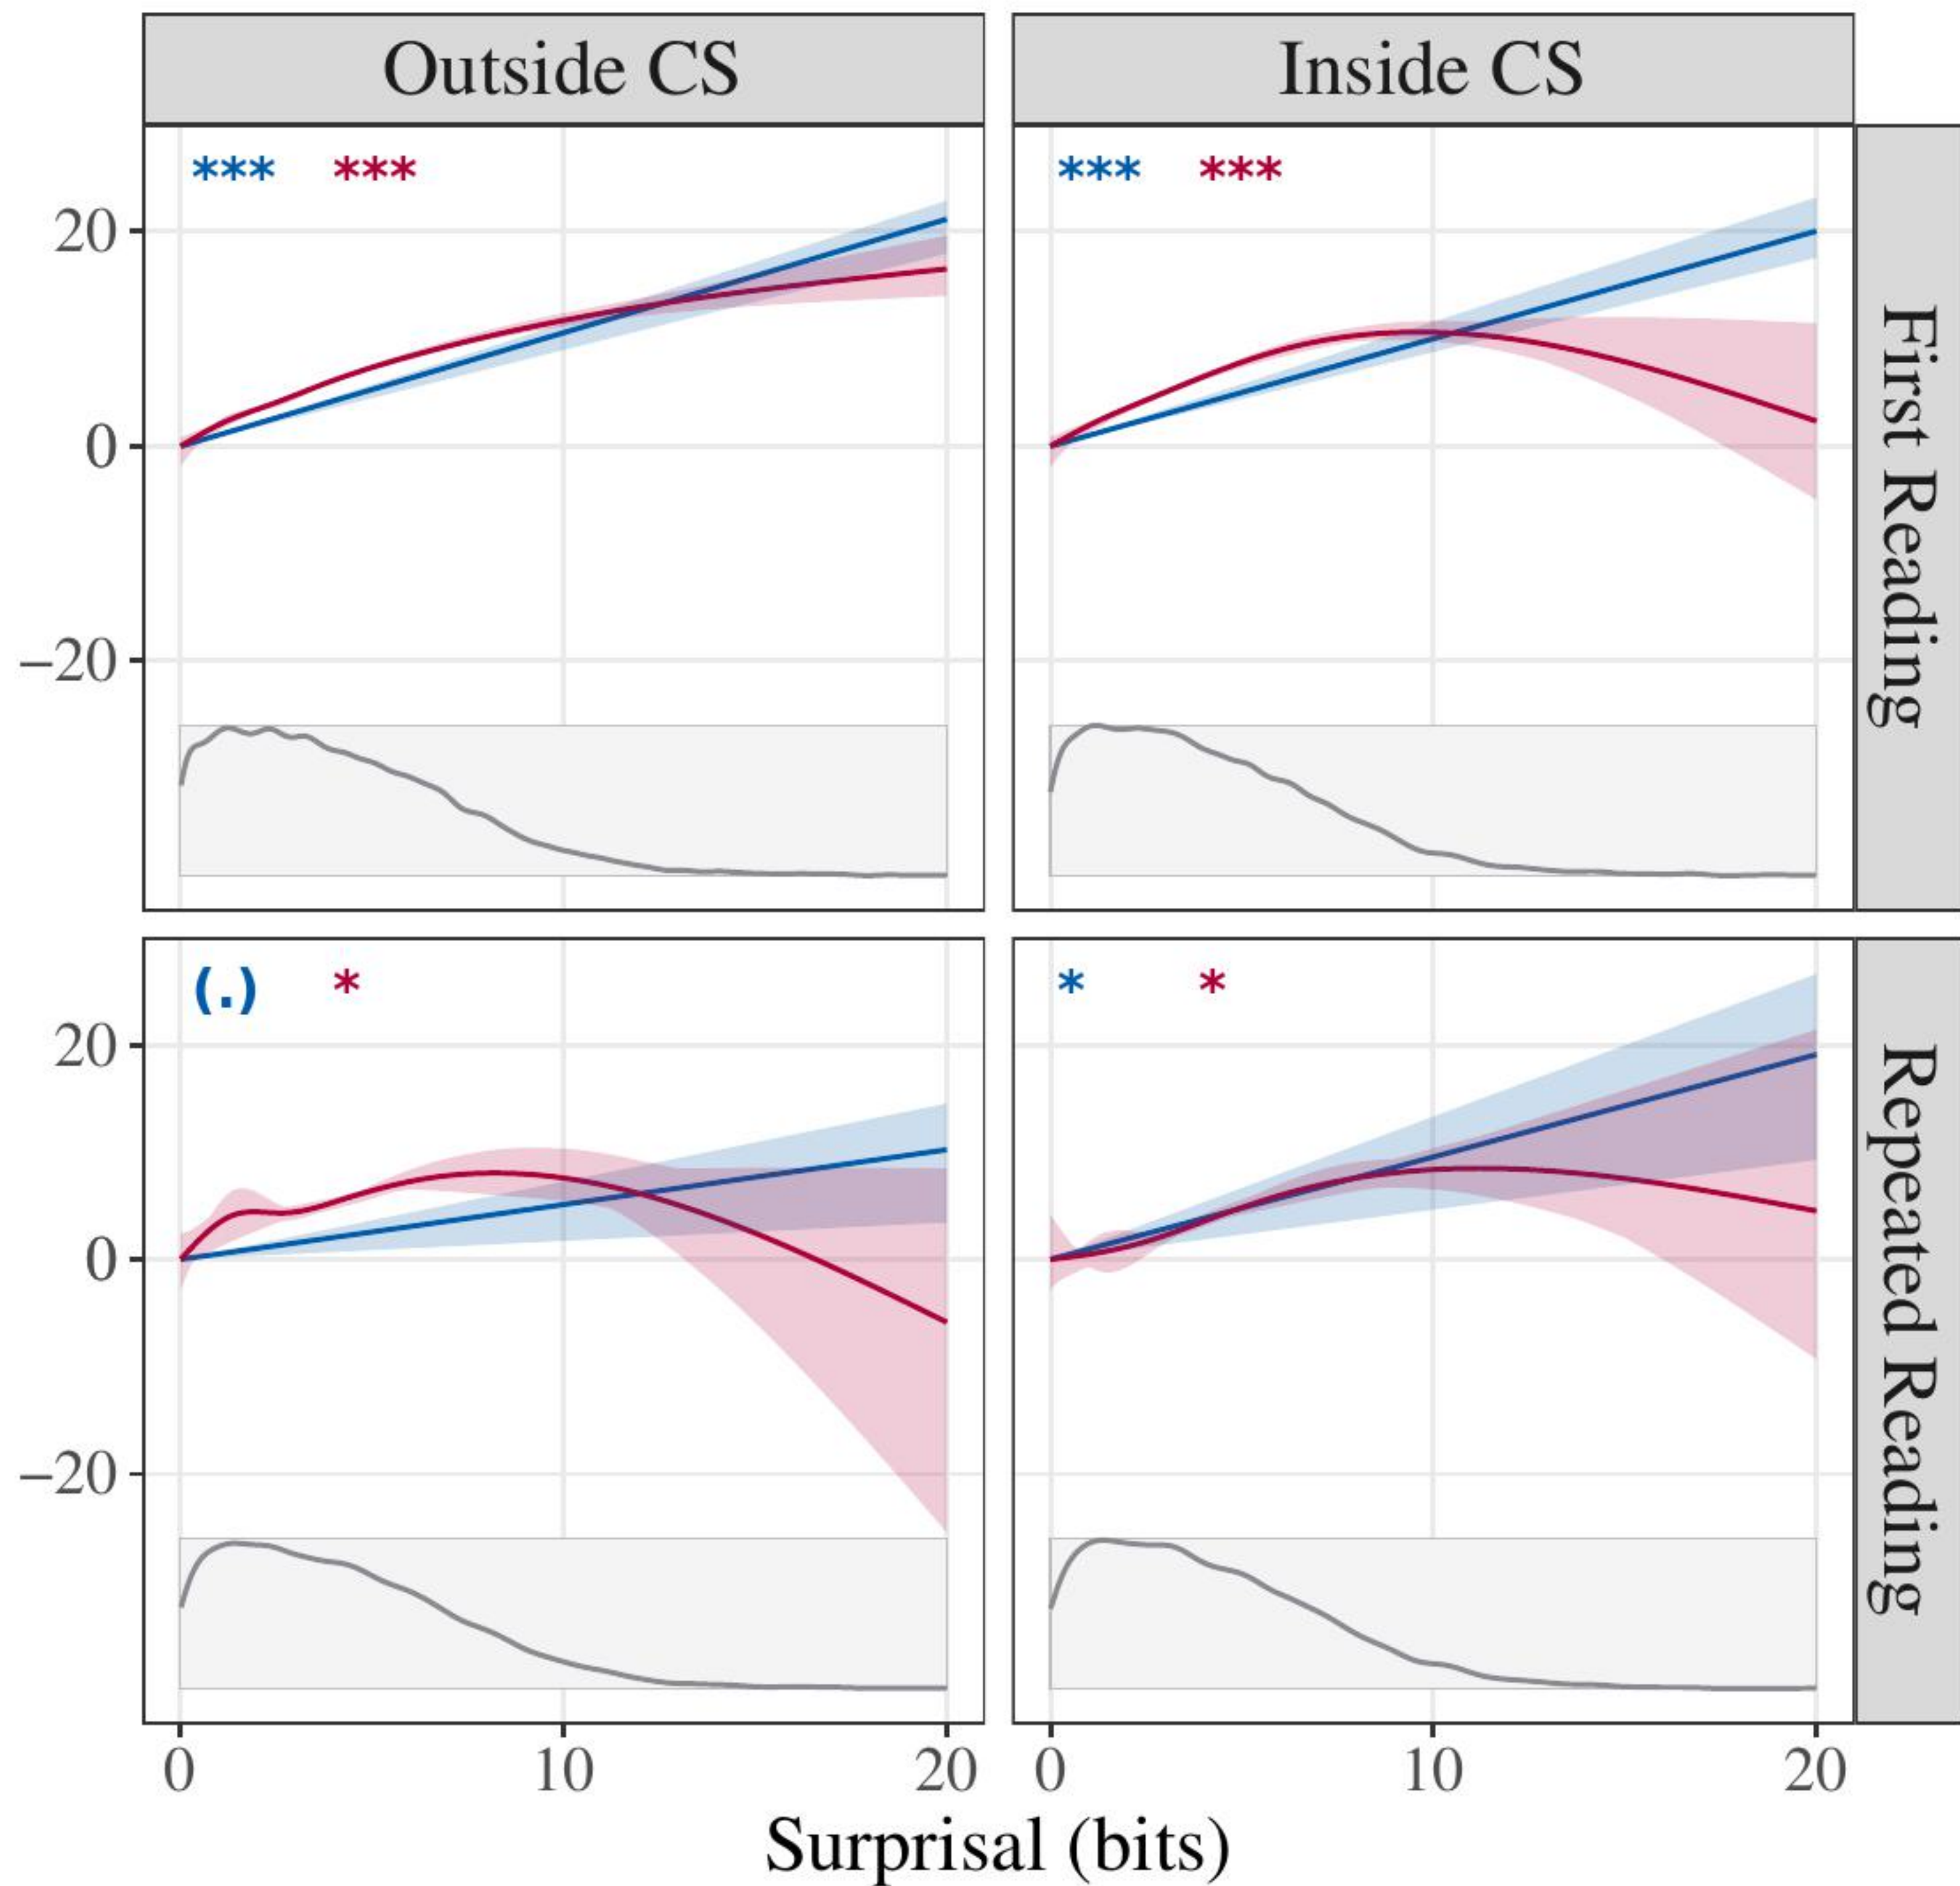 Outside CS
Inside CS
*** ***
*** ***
20
0
−20
First Reading
(.) *
* *
20
0
−20
Repeated Reading
0 10 20
0 10 20
Surprisal (bits)